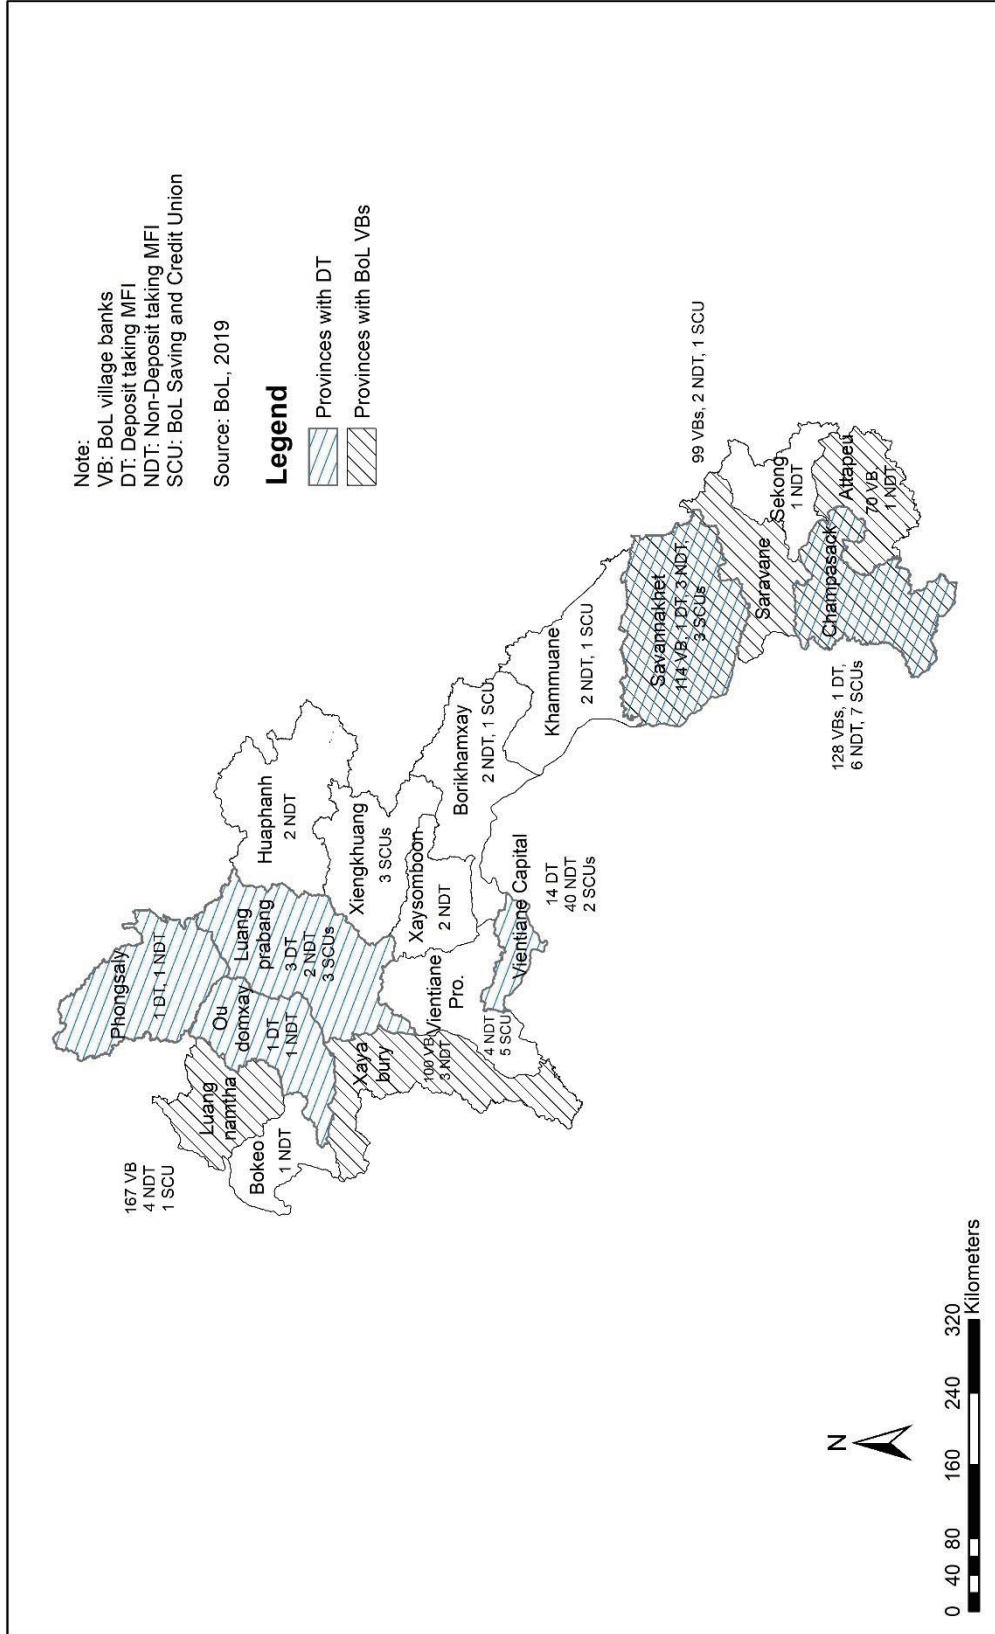 Note:
VB: BoL village banks
DT: Deposit taking MFI
NDT: Non-Deposit taking MFI
SCU: BoL Saving and Credit Union
Source: BoL, 2019
Legend
Provinces with DT
Provinces with BoL VBs
Phongsaly
1 DT, 1 NDT
167 VB
4 NDT
1 SCU
Luang
namtha
Bokeo
1 NDT
Ou
domxay
1 DT
1 NDT
Luang
prabang
3 DT
2 NDT
3 SCUs
Huaphanh
2 NDT
Xiengkhuang
3 SCUs
Xaya
bury
100 VB
3 NDT
Vientiane
Pro.
4 NDT
5 SCU
Xaysomboon
2 NDT
Borikhamxay
2 NDT, 1 SCU
Vientiane Capital
14 DT
40 NDT
2 SCUs
Khammuane
2 NDT, 1 SCU
Savannakhet
114 VB, 1 DT, 3 NDT,
3 SCUs
99 VBs, 2 NDT, 1 SCU
Saravane
Sekong
1 NDT
Champasack
128 VBs, 1 DT,
6 NDT, 7 SCUs
Attapeu
70 VB,
1 NDT
N
0 40 80 160 240 320
Kilometers